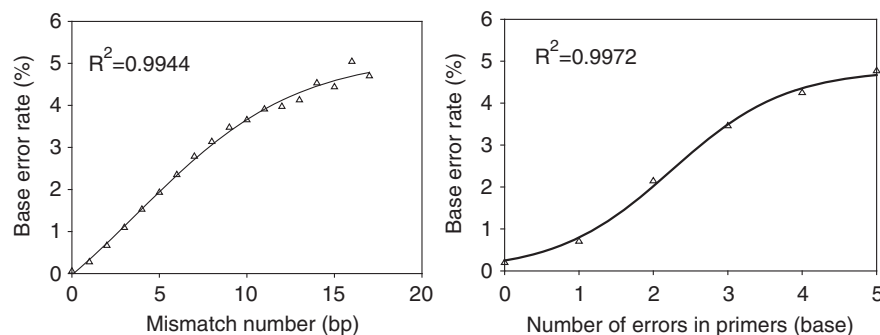 R²=0.9944
Base error rate (%)
6
5
4
3
2
1
0
0 5 10 15 20
Mismatch number (bp)
R²=0.9972
Base error rate (%)
6
5
4
3
2
1
0
0 1 2 3 4 5
Number of errors in primers (base)